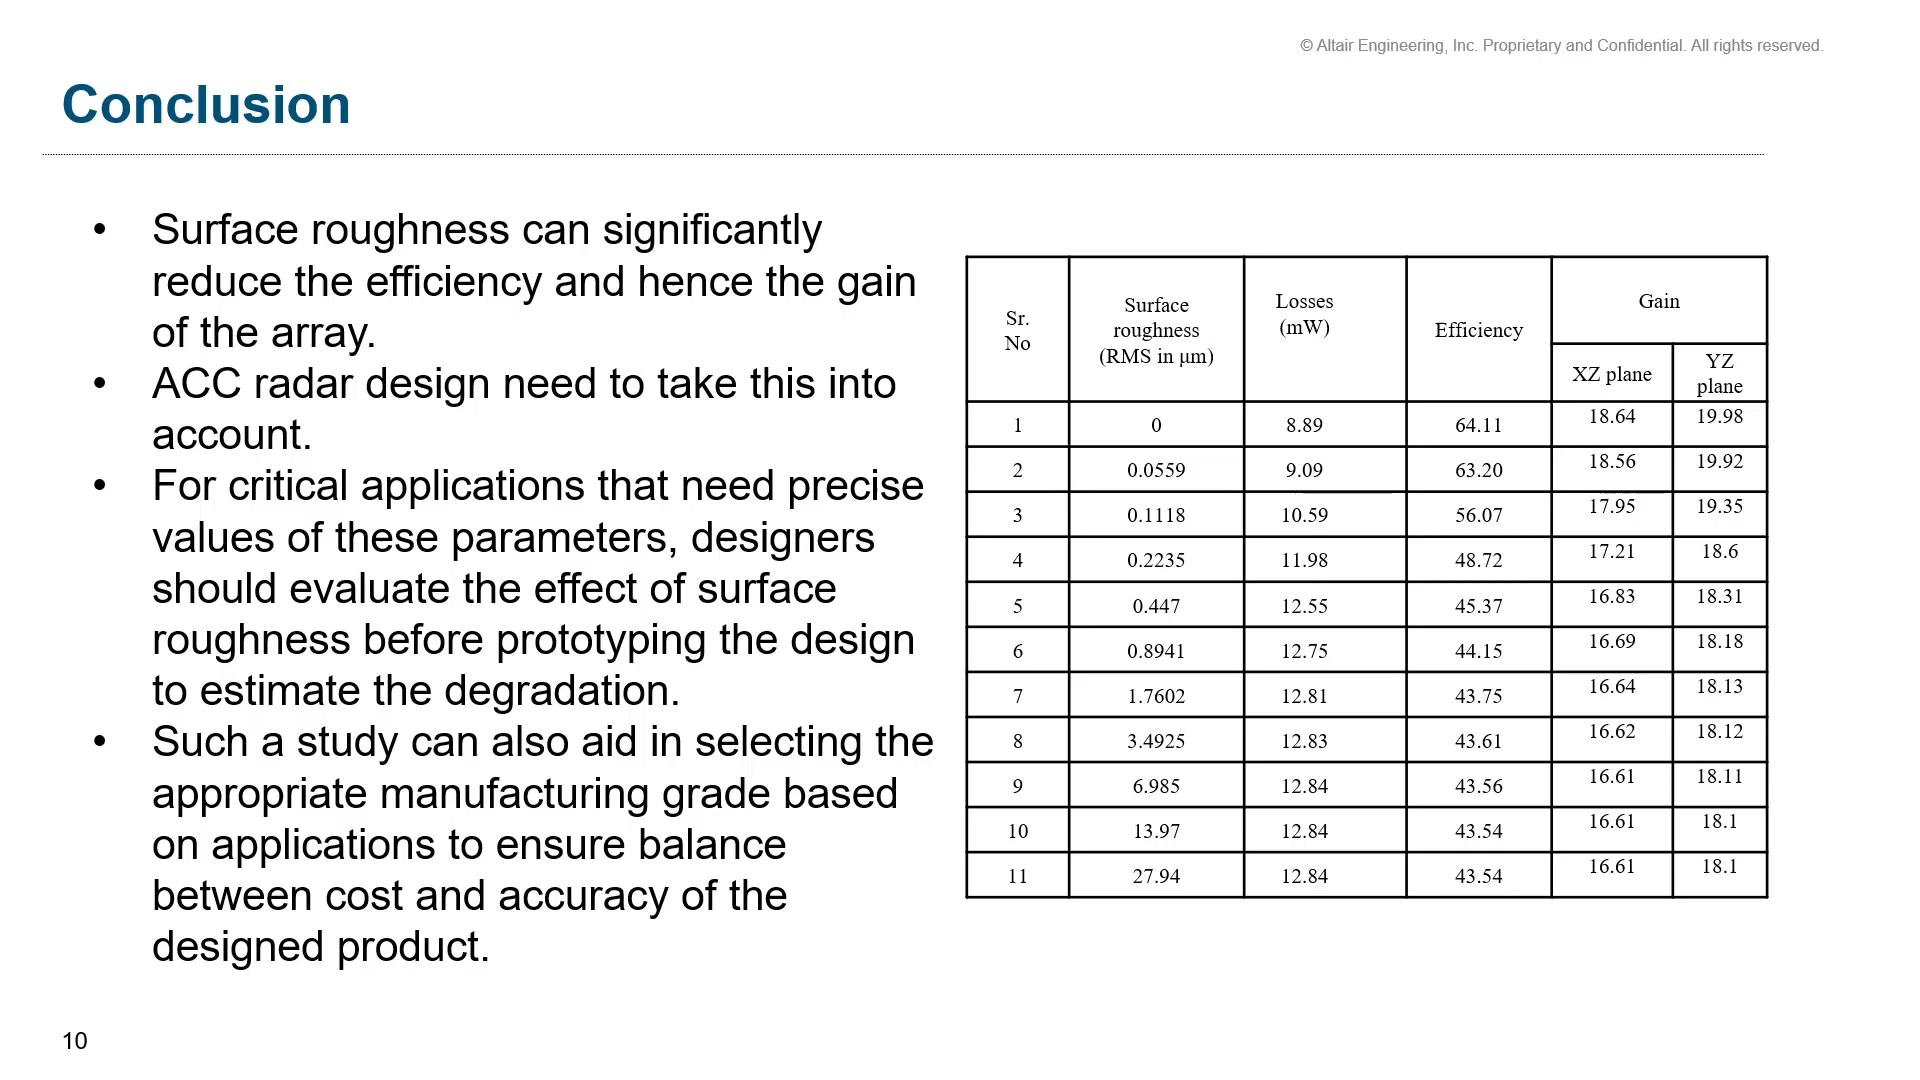 © Altair Engineering, Inc. Proprietary and Confidential. All rights reserved.
Conclusion
• Surface roughness can significantly
reduce the efficiency and hence the gain
of the array.
• ACC radar design need to take this into
account.
• For critical applications that need precise
values of these parameters, designers
should evaluate the effect of surface
roughness before prototyping the design
to estimate the degradation.
• Such a study can also aid in selecting the
appropriate manufacturing grade based
on applications to ensure balance
between cost and accuracy of the
designed product.
Sr.
No
Surface
roughness
(RMS in μm)
Losses
(mW)
Efficiency
Gain
XZ plane
YZ
plane
1 0 8.89 64.11 18.64 19.98
2 0.0559 9.09 63.20 18.56 19.92
3 0.1118 10.59 56.07 17.95 19.35
4 0.2235 11.98 48.72 17.21 18.6
5 0.447 12.55 45.37 16.83 18.31
6 0.8941 12.75 44.15 16.69 18.18
7 1.7602 12.81 43.75 16.64 18.13
8 3.4925 12.83 43.61 16.62 18.12
9 6.985 12.84 43.56 16.61 18.11
10 13.97 12.84 43.54 16.61 18.1
11 27.94 12.84 43.54 16.61 18.1
10